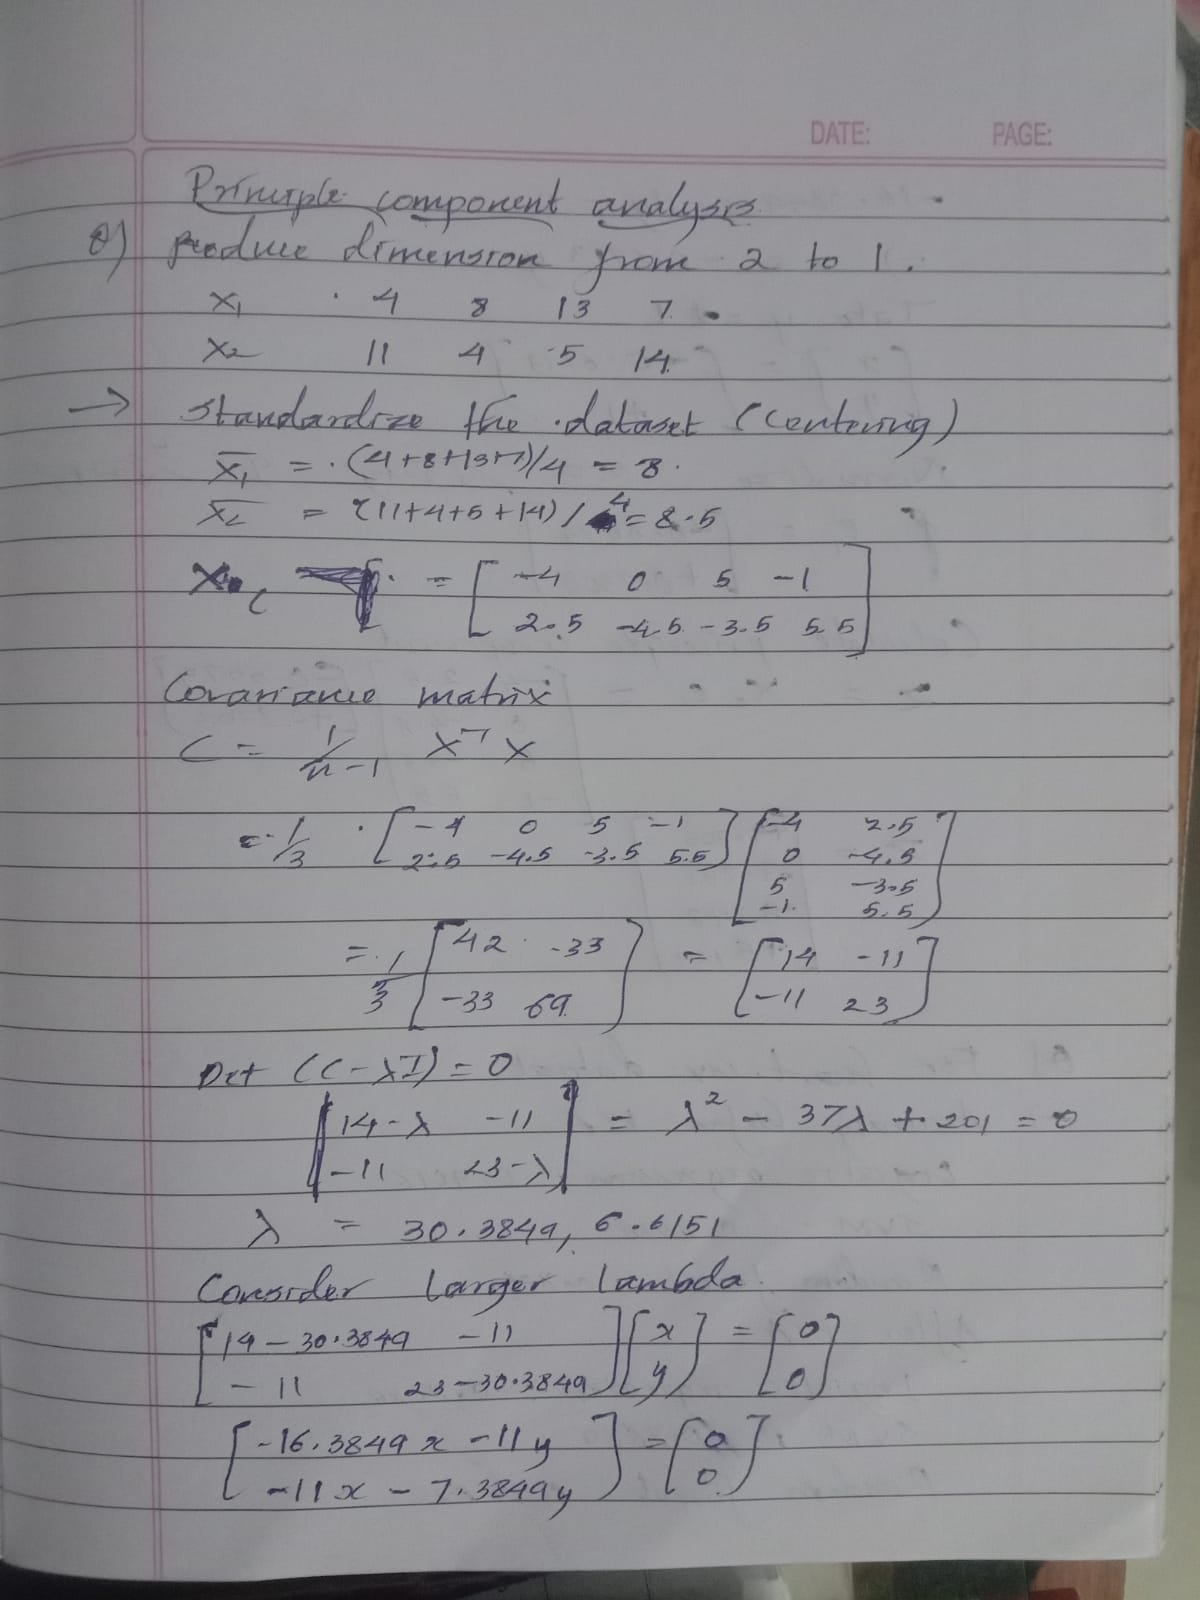 DATE: PAGE:
Principle component analysis
Q) Reduce dimension from 2 to 1.
X1 4 8 13 7
X2 11 4 5 14
→ Standardize the dataset (Centering)
X̄1 = (4+8+13+7)/4 = 8
X̄2 = (11+4+5+14)/4 = 8.5
Xc = [ -4 0 5 -1
2.5 -4.5 -3.5 5.5 ]
Covariance matrix
C = 1/n-1 X^T X
= 1/3 [ -4 0 5 -1 ] [ -4 2.5
2.5 -4.5 -3.5 5.5 0 -4.5
5 -3.5
-1 5.5 ]
= 1/3 [ 42 -33 ] = [ 14 -11 ]
-33 69 -11 23
Det (C-λI) = 0
| 14-λ -11 | = λ² - 37λ + 201 = 0
-11 23-λ
λ = 30.3849, 6.6151
Consider larger lambda.
[ 14-30.3849 -11 ] [ x ] = [ 0 ]
-11 23-30.3849 y 0
[ -16.3849x -11y ] = [ 0 ]
-11x - 7.3849y 0